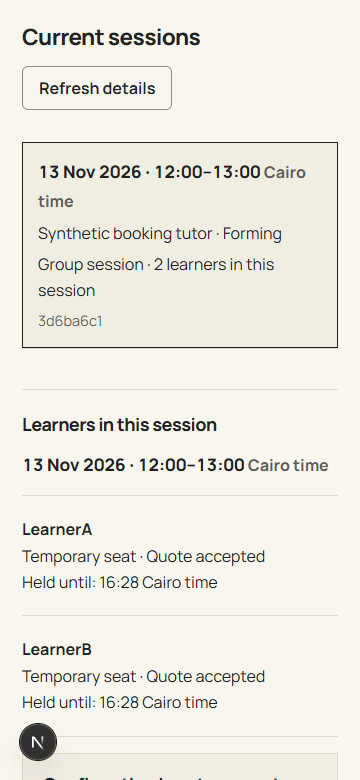 Current sessions
Refresh details
13 Nov 2026 · 12:00–13:00 Cairo
time
Synthetic booking tutor · Forming
Group session · 2 learners in this
session
3d6ba6c1
Learners in this session
13 Nov 2026 · 12:00–13:00 Cairo time
LearnerA
Temporary seat · Quote accepted
Held until: 16:28 Cairo time
LearnerB
Temporary seat · Quote accepted
Held until: 16:28 Cairo time
N